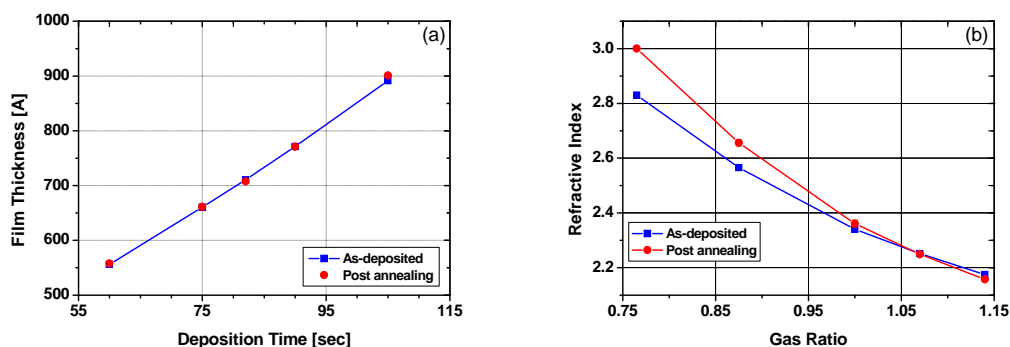 (a)
Film Thickness [A]
1000
900
800
700
600
500
As-deposited
Post annealing
55 75 95 115
Deposition Time [sec]
(b)
Refractive Index
3.0
2.8
2.6
2.4
2.2
As-deposited
Post annealing
0.75 0.85 0.95 1.05 1.15
Gas Ratio